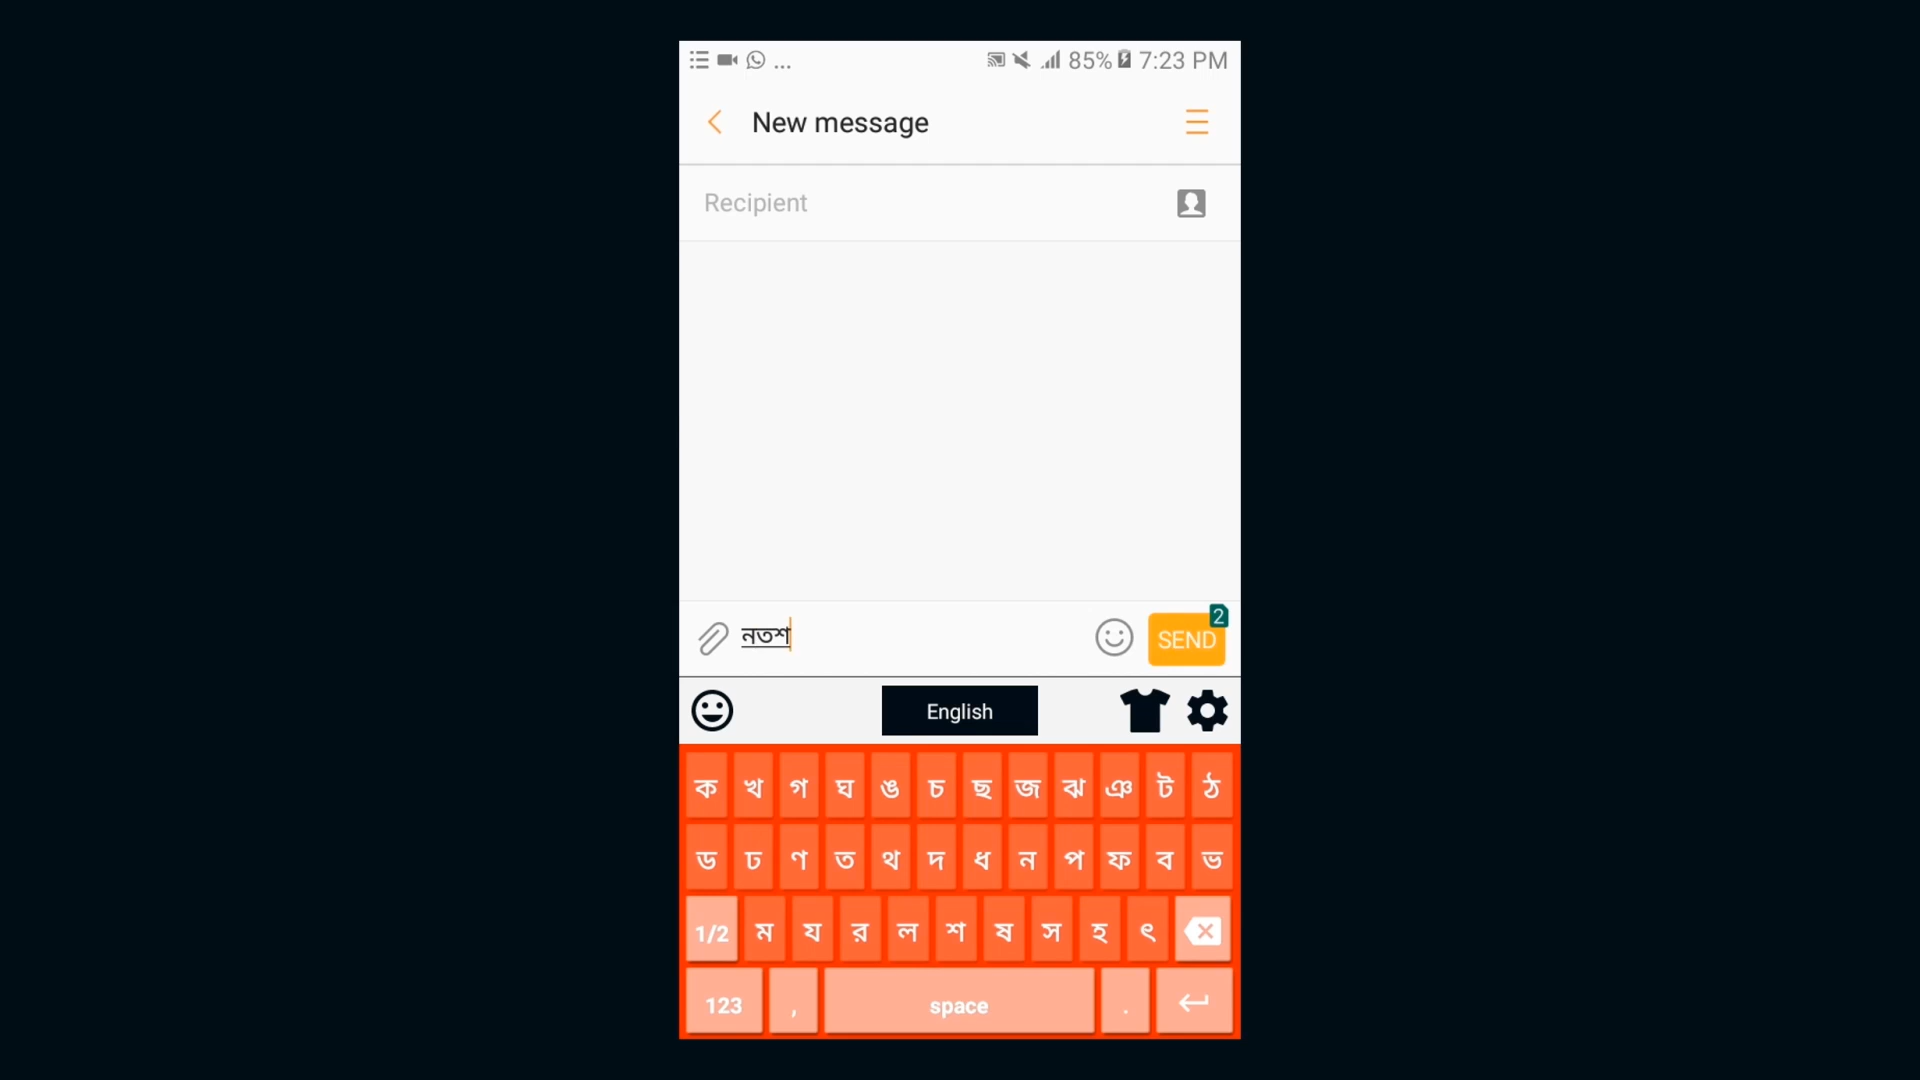 ... 85% 7:23 PM
New message
Recipient
নতশ
SEND 2
English
ক খ গ ঘ ঙ চ ছ জ ঝ ঞ ট ঠ
ড ঢ ণ ত থ দ ধ ন প ফ ব ভ
1/2 ম য র ল শ ষ স হ ৎ
123 , space .